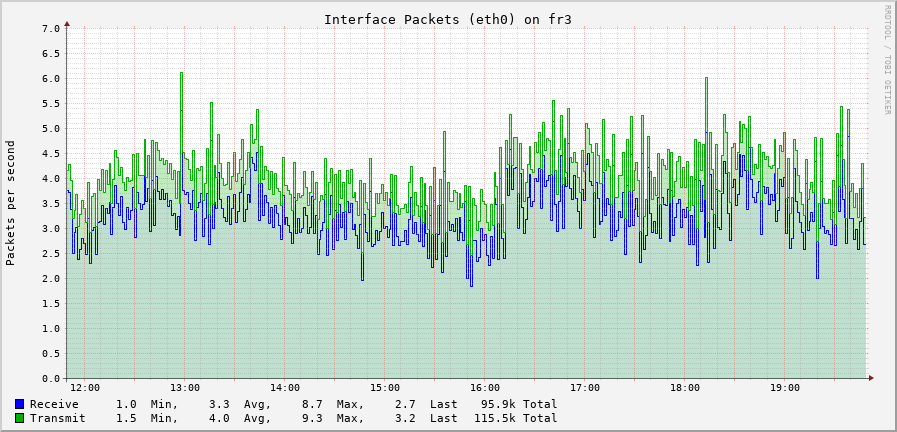 Interface Packets (eth0) on fr3
RRDTOOL / TOBI OETIKER
Packets per second
7.0
6.5
6.0
5.5
5.0
4.5
4.0
3.5
3.0
2.5
2.0
1.5
1.0
0.5
0.0
12:00 13:00 14:00 15:00 16:00 17:00 18:00 19:00
Receive 1.0 Min, 3.3 Avg, 8.7 Max, 2.7 Last 95.9k Total
Transmit 1.5 Min, 4.0 Avg, 9.3 Max, 3.2 Last 115.5k Total